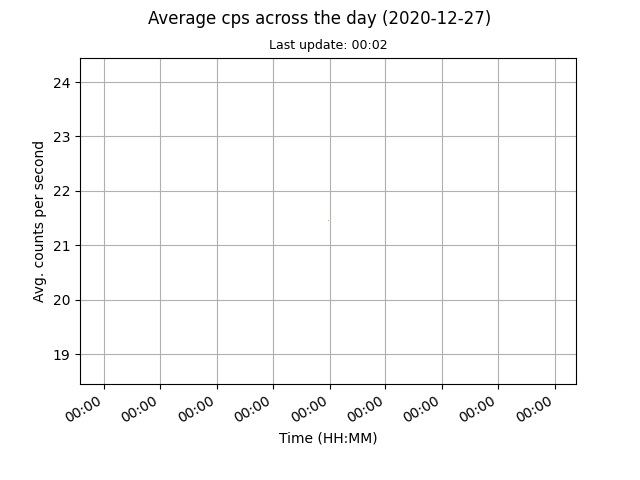 Average cps across the day (2020-12-27)
Last update: 00:02
24
23
22
21
20
19
Avg. counts per second
00:00 00:00 00:00 00:00 00:00 00:00 00:00 00:00 00:00
Time (HH:MM)